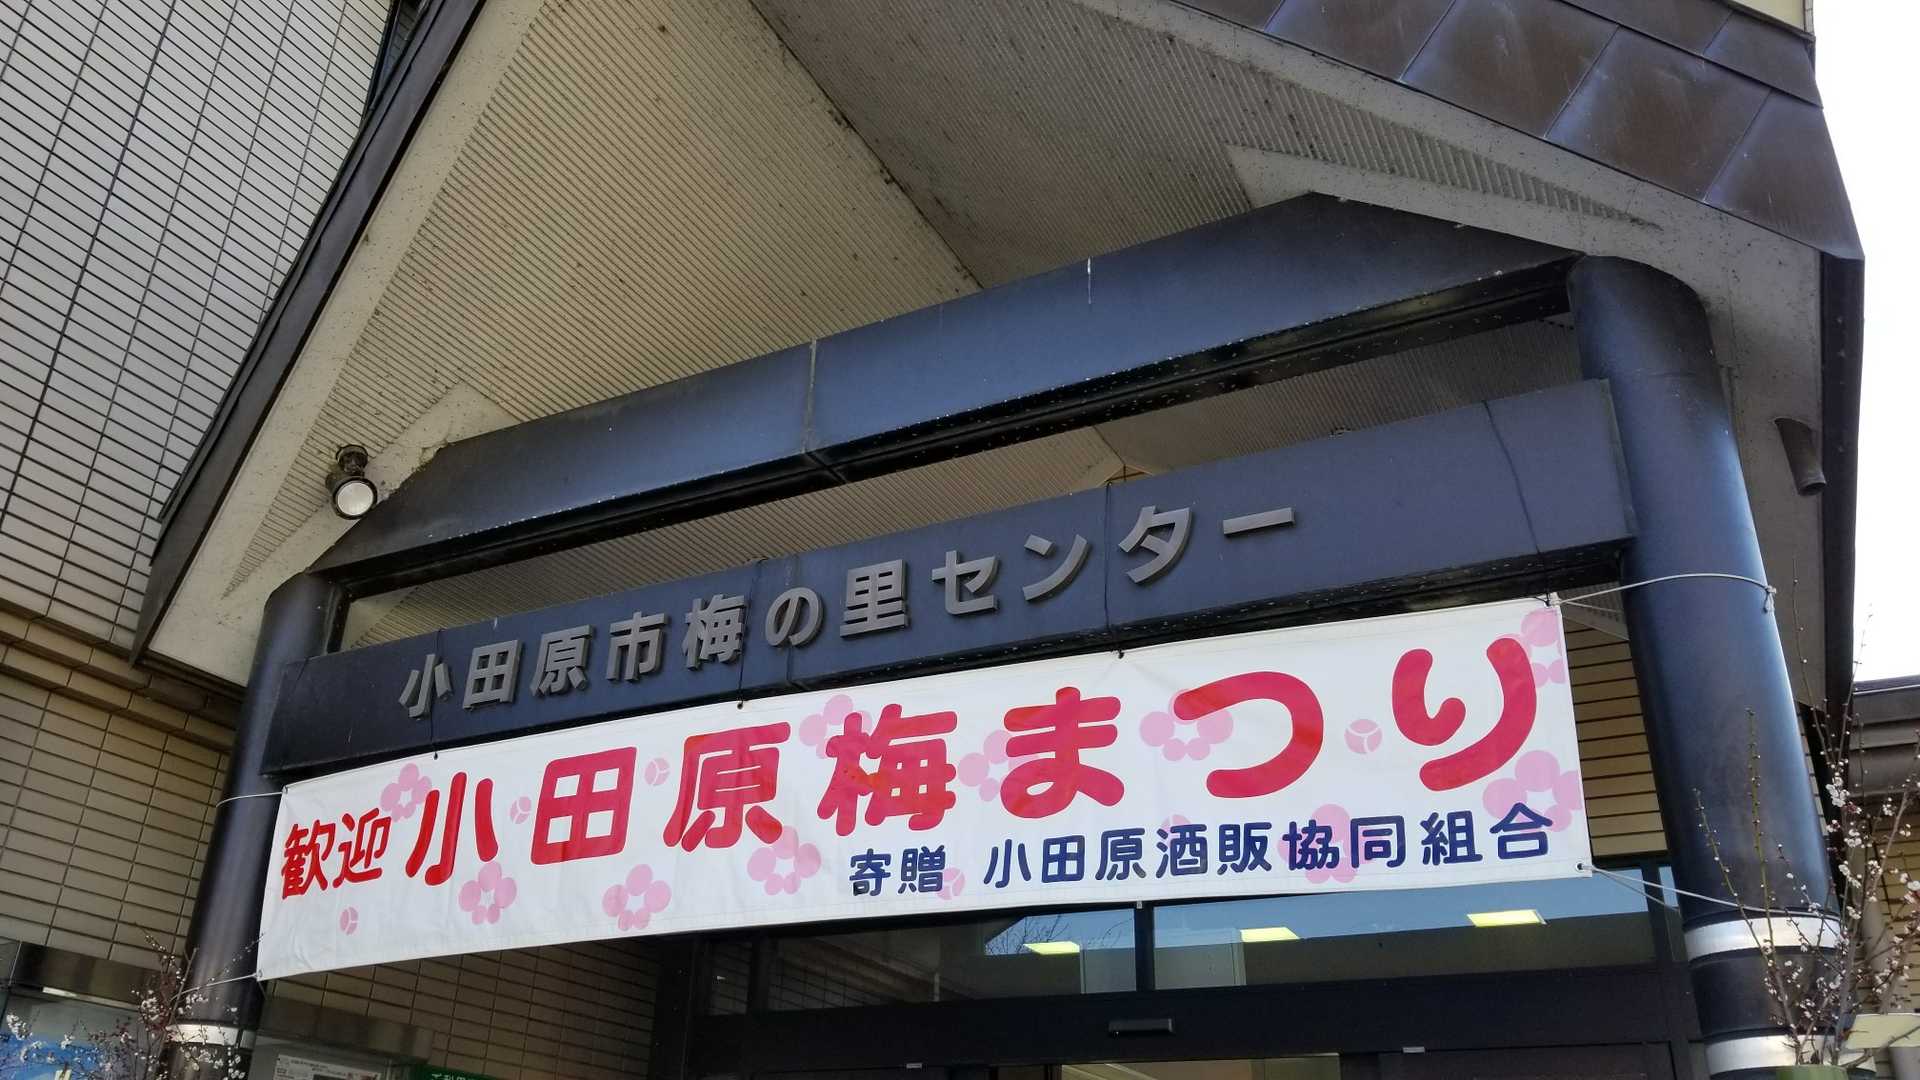 小田原市梅の里センター
歓迎 小田原梅まつり
寄贈 小田原酒販協同組合